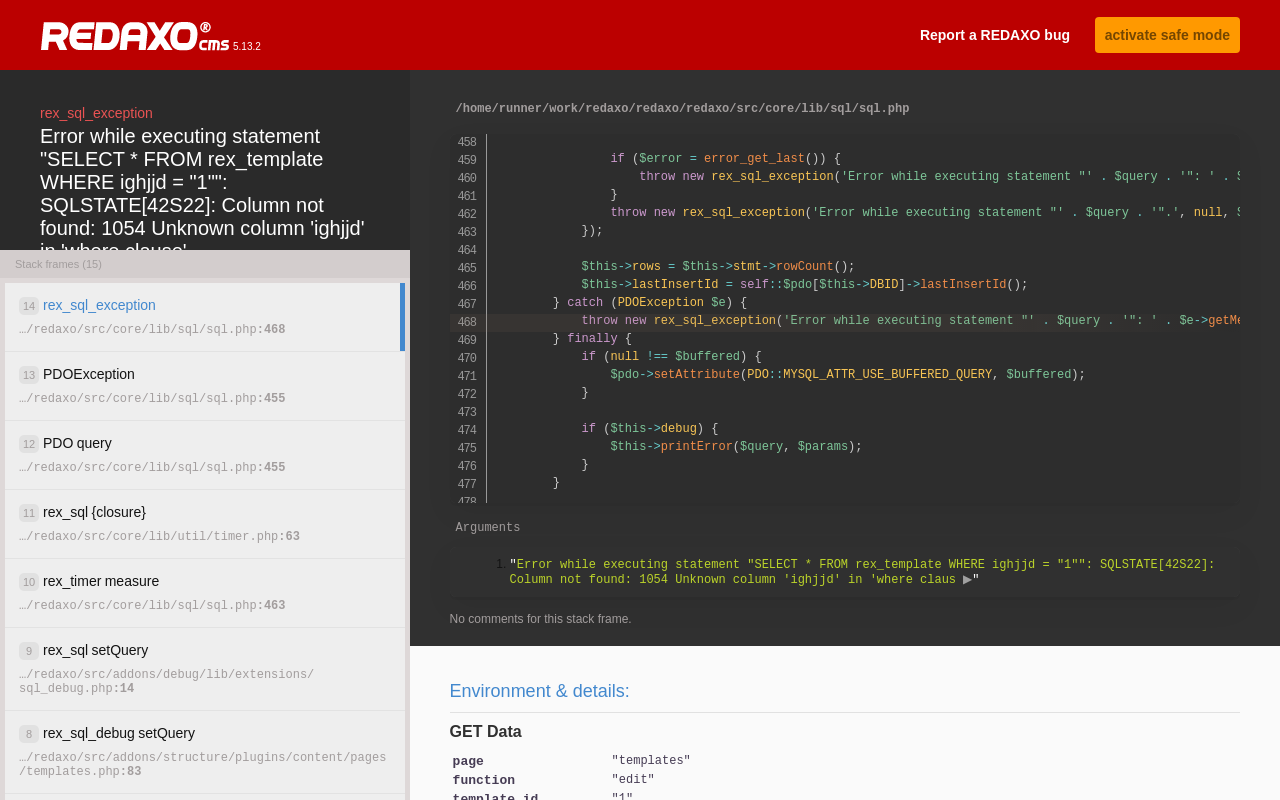 REDAXO® cms 5.13.2
Report a REDAXO bug
activate safe mode
rex_sql_exception
Error while executing statement
"SELECT * FROM rex_template
WHERE ighjjd = "1"":
SQLSTATE[42S22]: Column not
found: 1054 Unknown column 'ighjjd'
in 'where clause'
Stack frames (15)
14 rex_sql_exception
…/redaxo/src/core/lib/sql/sql.php:468
13 PDOException
…/redaxo/src/core/lib/sql/sql.php:455
12 PDO query
…/redaxo/src/core/lib/sql/sql.php:455
11 rex_sql {closure}
…/redaxo/src/core/lib/util/timer.php:63
10 rex_timer measure
…/redaxo/src/core/lib/sql/sql.php:463
9 rex_sql setQuery
…/redaxo/src/addons/debug/lib/extensions/
sql_debug.php:14
8 rex_sql_debug setQuery
…/redaxo/src/addons/structure/plugins/content/pages
/templates.php:83
/home/runner/work/redaxo/redaxo/redaxo/src/core/lib/sql/sql.php
458
459 if ($error = error_get_last()) {
460 throw new rex_sql_exception('Error while executing statement "' . $query . '": ' . $
461 }
462 throw new rex_sql_exception('Error while executing statement "' . $query . '".', null, $
463 });
464
465 $this->rows = $this->stmt->rowCount();
466 $this->lastInsertId = self::$pdo[$this->DBID]->lastInsertId();
467 } catch (PDOException $e) {
468 throw new rex_sql_exception('Error while executing statement "' . $query . '": ' . $e->getMe
469 } finally {
470 if (null !== $buffered) {
471 $pdo->setAttribute(PDO::MYSQL_ATTR_USE_BUFFERED_QUERY, $buffered);
472 }
473
474 if ($this->debug) {
475 $this->printError($query, $params);
476 }
477 }
478
Arguments
1. "Error while executing statement "SELECT * FROM rex_template WHERE ighjjd = "1"": SQLSTATE[42S22]:
Column not found: 1054 Unknown column 'ighjjd' in 'where claus ▶"
No comments for this stack frame.
Environment & details:
GET Data
page "templates"
function "edit"
template_id "1"